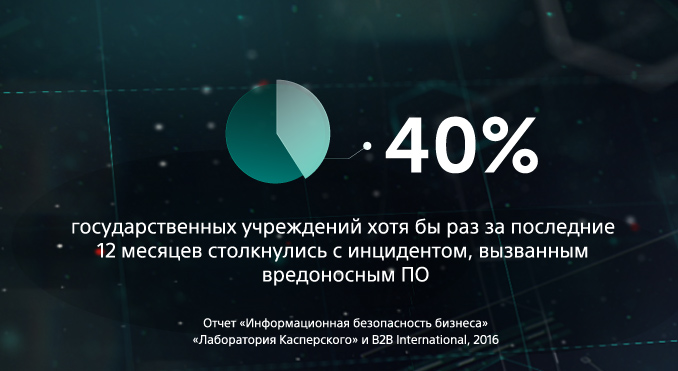 40%
государственных учреждений хотя бы раз за последние
12 месяцев столкнулись с инцидентом, вызванным
вредоносным ПО
Отчет «Информационная безопасность бизнеса»
«Лаборатория Касперского» и B2B International, 2016